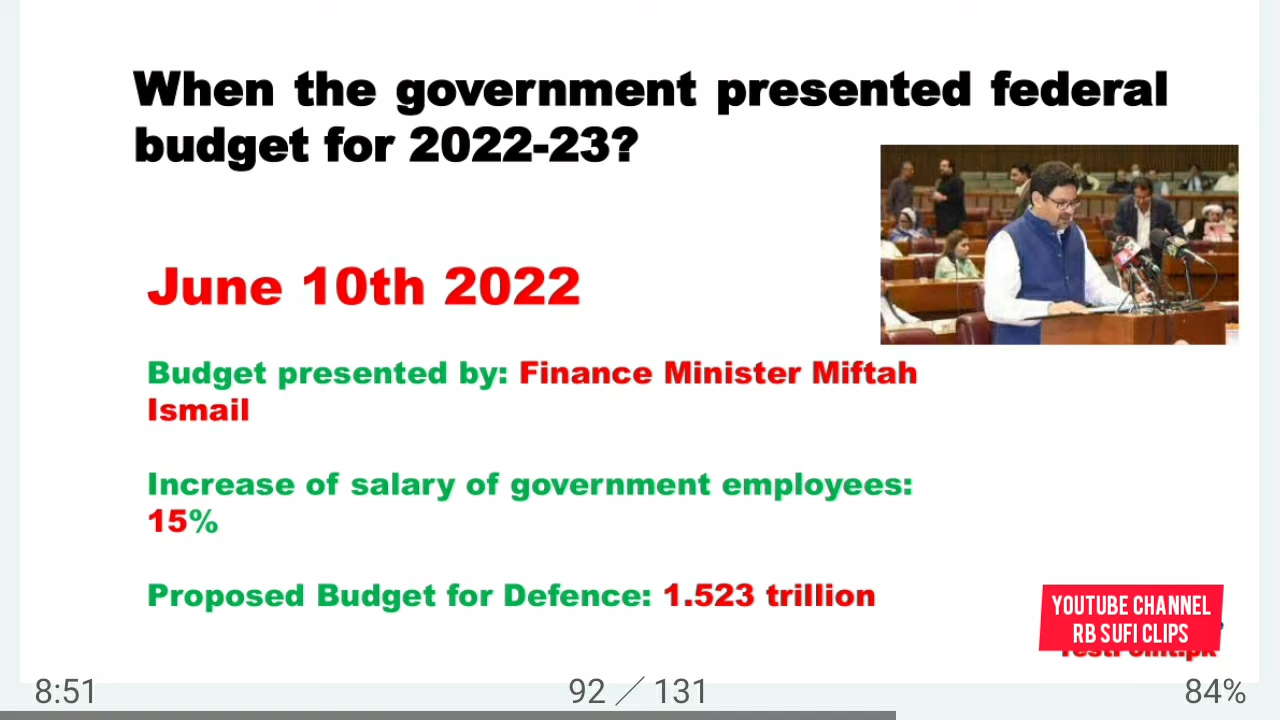 When the government presented federal
budget for 2022-23?
June 10th 2022
Budget presented by: Finance Minister Miftah
Ismail
Increase of salary of government employees:
15%
Proposed Budget for Defence: 1.523 trillion
YOUTUBE CHANNEL
RB SUFI CLIPS
8:51
92 / 131
84%